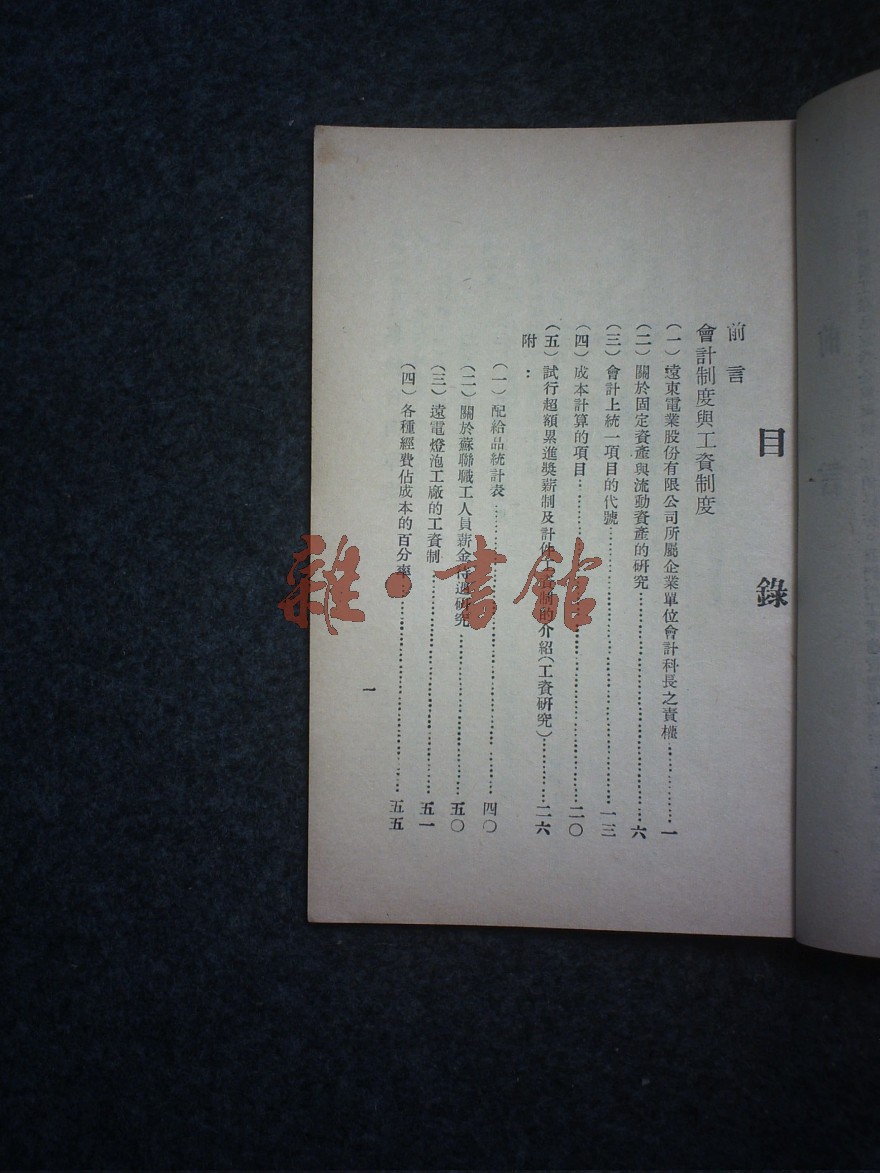 目 錄
前言
會計制度與工資制度
（一）遠東電業股份有限公司所屬企業單位會計科長之責權…………一
（二）關於固定資產與流動資產的研究…………六
（三）會計上統一項目的代號…………一三
（四）成本計算的項目…………二〇
（五）試行超額累進獎薪制及計件工資制的介紹（工資研究）…………二六
附：
（一）配給品統計表…………四〇
（二）關於蘇聯職工人員薪金待遇研究…………五〇
（三）遠電燈泡工廠的工資制…………五一
（四）各種經費佔成本的百分率…………五五
一
雜·書館